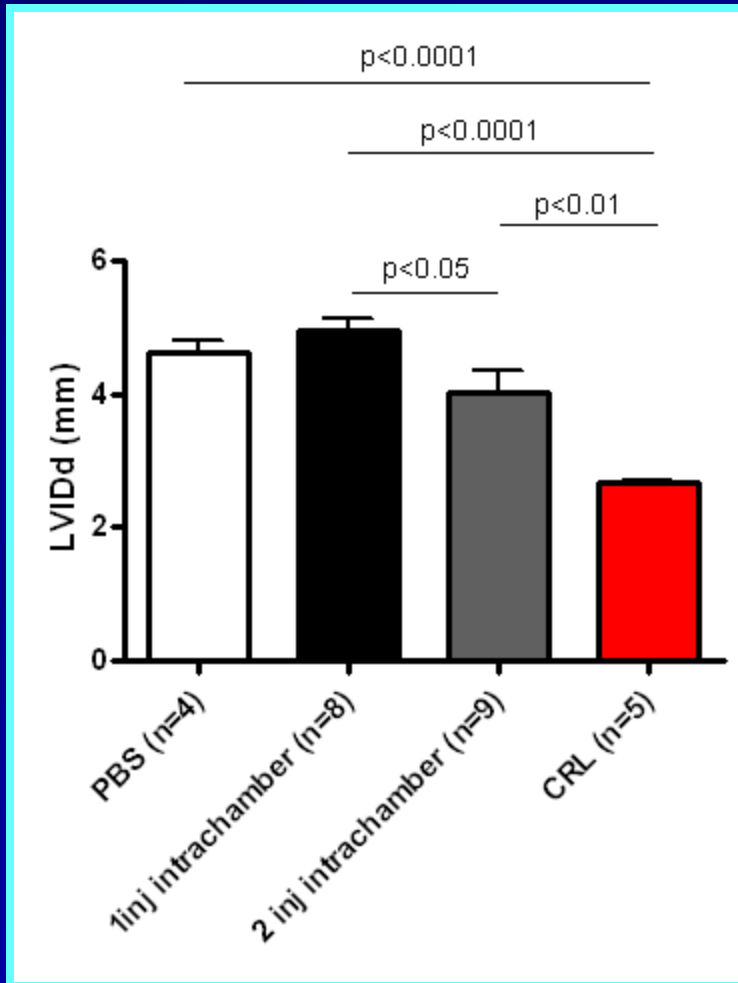 p<0.0001
p<0.0001
p<0.01
p<0.05
6
4
2
0
LVIDd (mm)
PBS (n=4)
1inj intrachamber (n=8)
2 inj intrachamber (n=9)
CRL (n=5)